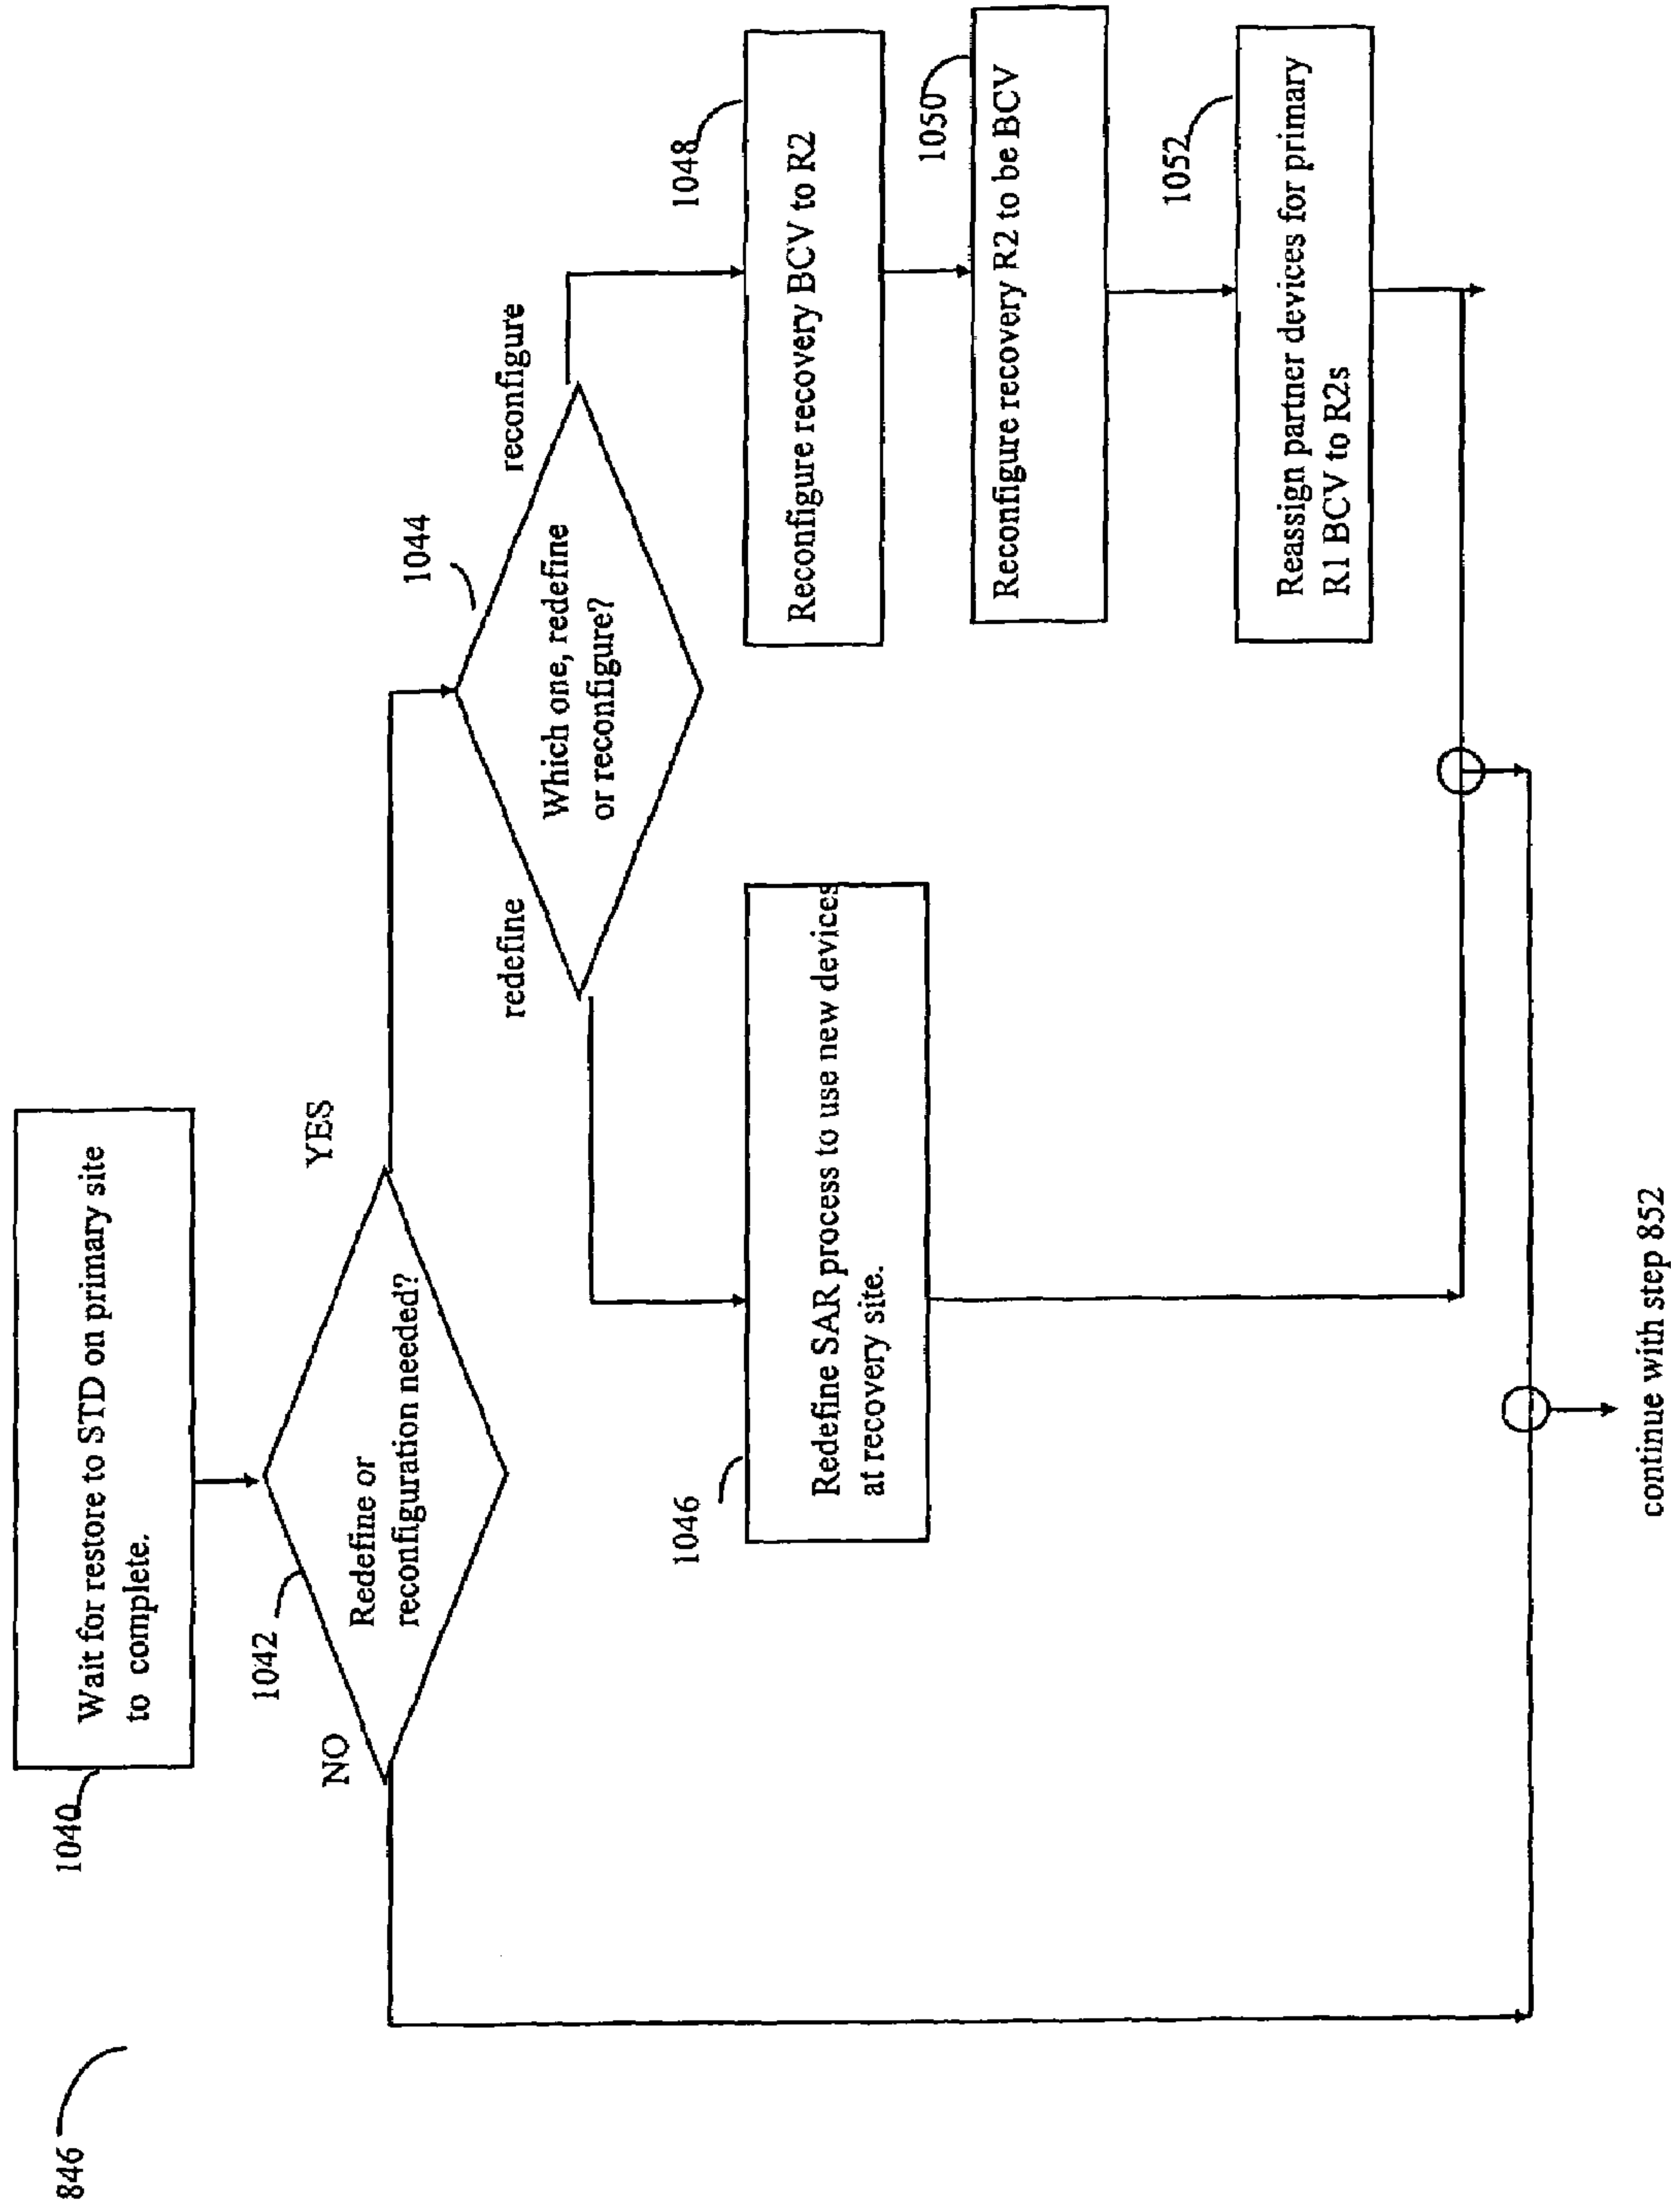 846
1040
Wait for restore to STD on primary site
to complete.
1042
Redefine or
reconfiguration needed?
NO
YES
1044
Which one, redefine
or reconfigure?
redefine
reconfigure
1046
Redefine SAR process to use new devices
at recovery site.
1048
Reconfigure recovery BCV to R2
1050
Reconfigure recovery R2 to be BCV
1052
Reassign partner devices for primary
R1 BCV to R2s
continue with step 852